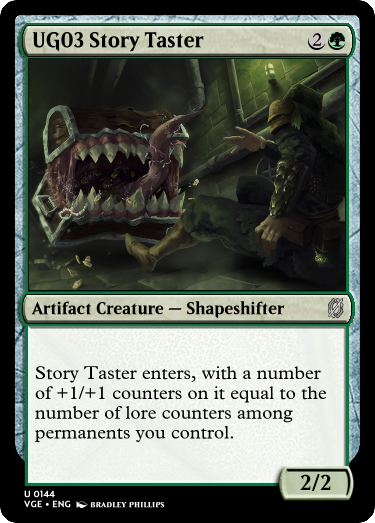 UG03 Story Taster 2
Artifact Creature — Shapeshifter
Story Taster enters, with a number
of +1/+1 counters on it equal to the
number of lore counters among
permanents you control.
2/2
U 0144
VGE • ENG BRADLEY PHILLIPS